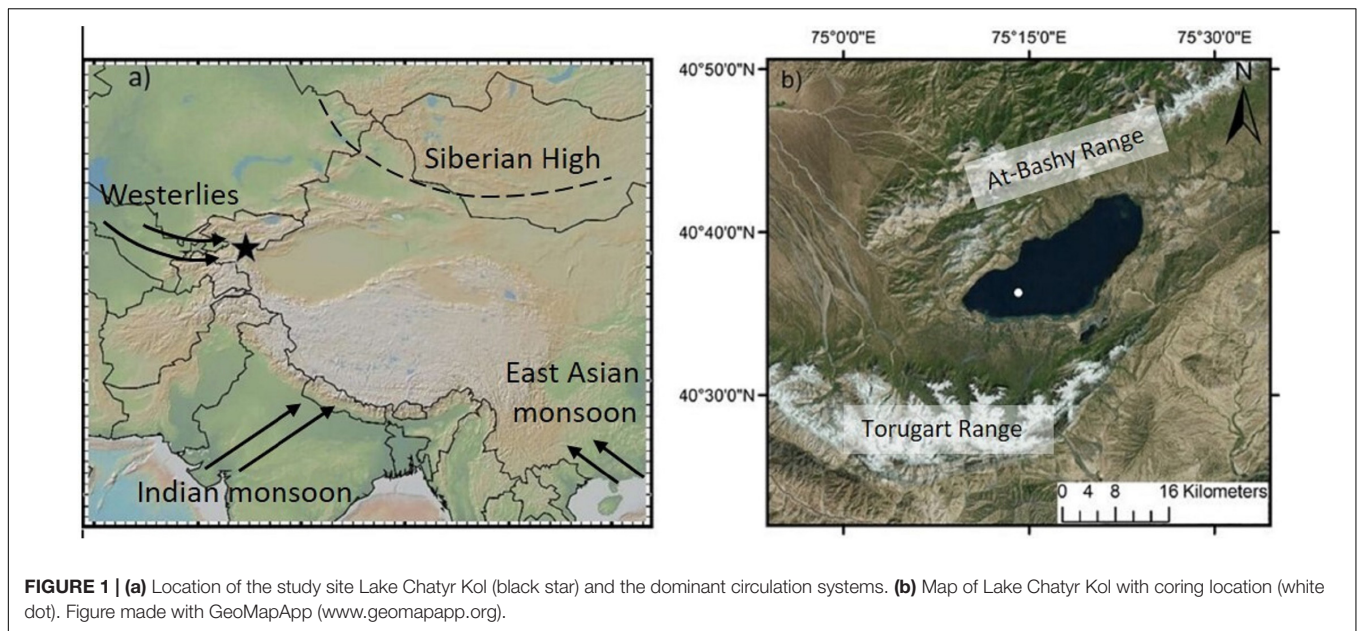 a)
Siberian High
Westerlies
East Asian
monsoon
Indian monsoon
75°0'0"E 75°15'0"E 75°30'0"E
40°50'0"N
b)
N
At-Bashy Range
40°40'0"N
40°30'0"N
Torugart Range
0 4 8 16 Kilometers
FIGURE 1 | (a) Location of the study site Lake Chatyr Kol (black star) and the dominant circulation systems. (b) Map of Lake Chatyr Kol with coring location (white
dot). Figure made with GeoMapApp (www.geomapapp.org).